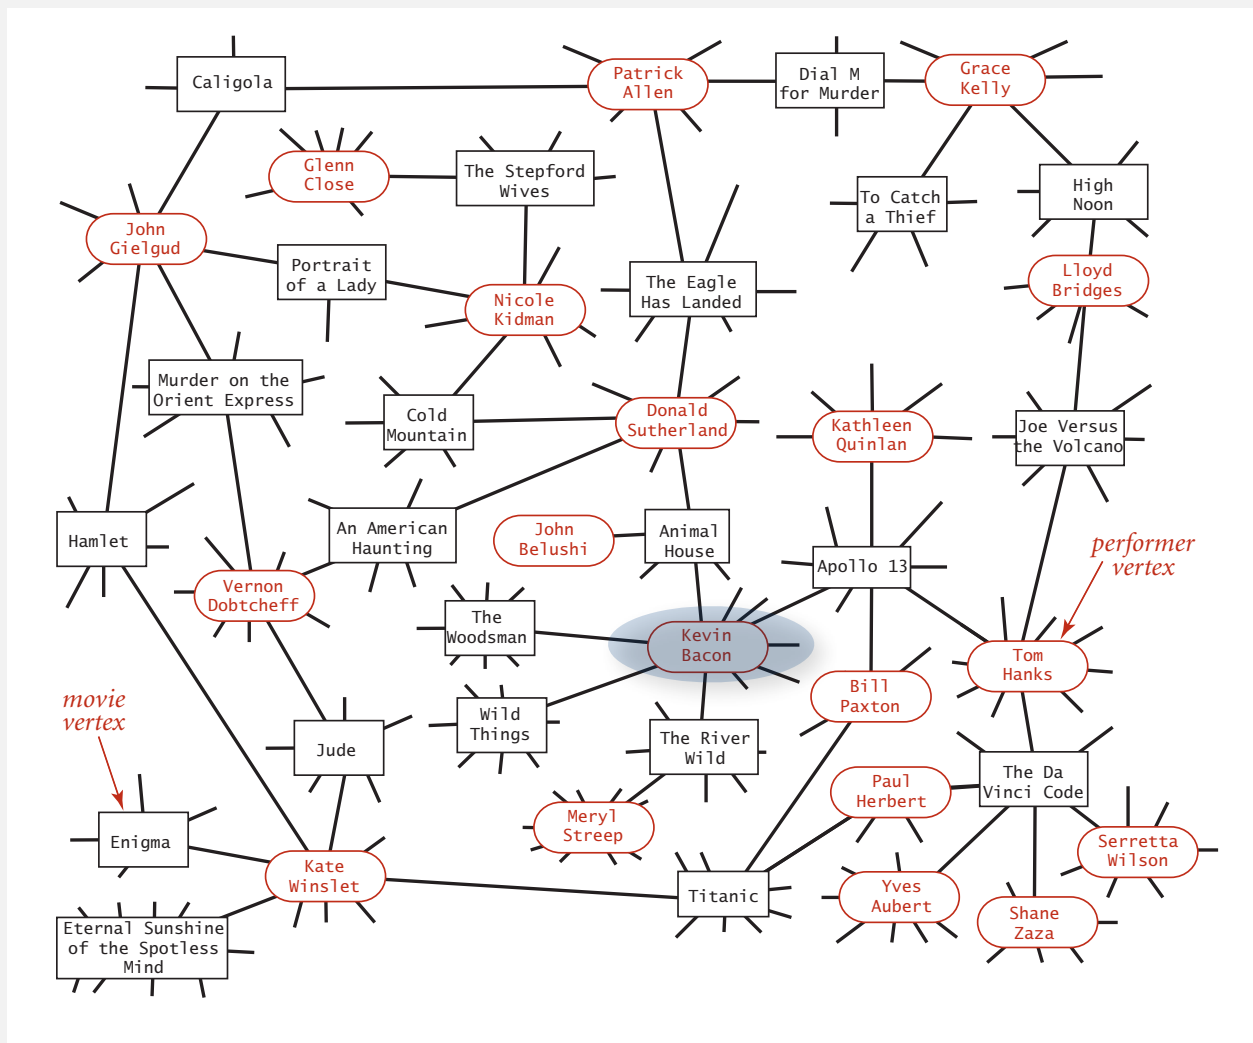 Caligola
Patrick
Allen
Dial M
for Murder
Grace
Kelly
Glenn
Close
The Stepford
Wives
To Catch
a Thief
High
Noon
John
Gielgud
Portrait
of a Lady
Nicole
Kidman
The Eagle
Has Landed
Lloyd
Bridges
Murder on the
Orient Express
Cold
Mountain
Donald
Sutherland
Kathleen
Quinlan
Joe Versus
the Volcano
Hamlet
An American
Haunting
John
Belushi
Animal
House
Apollo 13
performer
vertex
Vernon
Dobtcheff
The
Woodsman
Kevin
Bacon
Tom
Hanks
Bill
Paxton
movie
vertex
Jude
Wild
Things
The River
Wild
The Da
Vinci Code
Paul
Herbert
Enigma
Meryl
Streep
Serretta
Wilson
Kate
Winslet
Titanic
Yves
Aubert
Shane
Zaza
Eternal Sunshine
of the Spotless
Mind